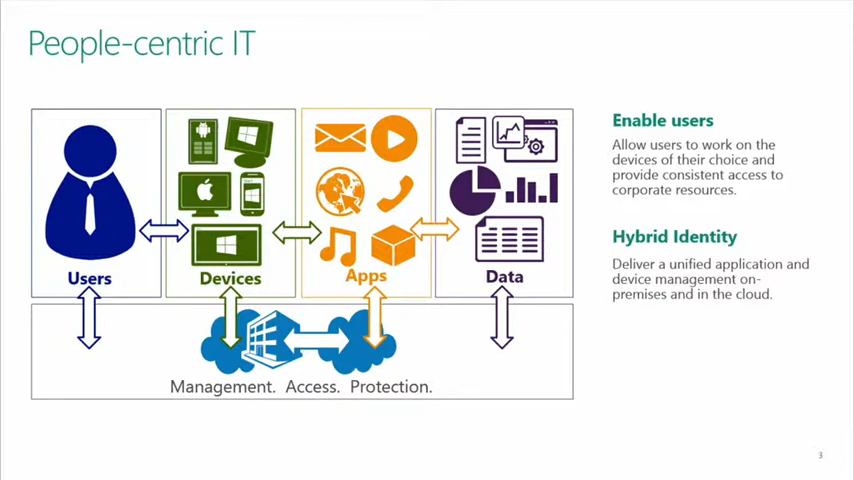 People-centric IT
Users
Devices
Apps
Data
Management. Access. Protection.
Enable users
Allow users to work on the
devices of their choice and
provide consistent access to
corporate resources.
Hybrid Identity
Deliver a unified application and
device management on-
premises and in the cloud.
3